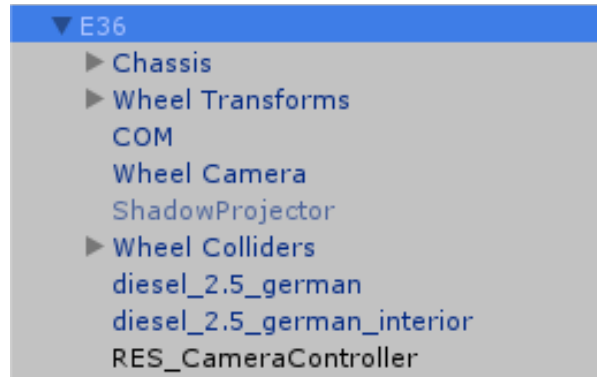 E36
Chassis
Wheel Transforms
COM
Wheel Camera
ShadowProjector
Wheel Colliders
diesel_2.5_german
diesel_2.5_german_interior
RES_CameraController